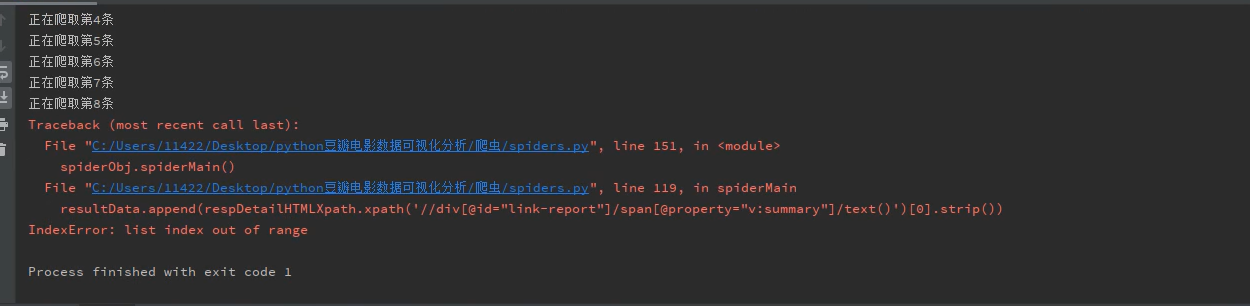 正在爬取第4条
正在爬取第5条
正在爬取第6条
正在爬取第7条
正在爬取第8条
Traceback (most recent call last):
  File "C:/Users/11422/Desktop/python豆瓣电影数据可视化分析/爬虫/spiders.py", line 151, in <module>
    spiderObj.spiderMain()
  File "C:/Users/11422/Desktop/python豆瓣电影数据可视化分析/爬虫/spiders.py", line 119, in spiderMain
    resultData.append(respDetailHTMLXpath.xpath('//div[@id="link-report"]/span[@property="v:summary"]/text()')[0].strip())
IndexError: list index out of range
Process finished with exit code 1